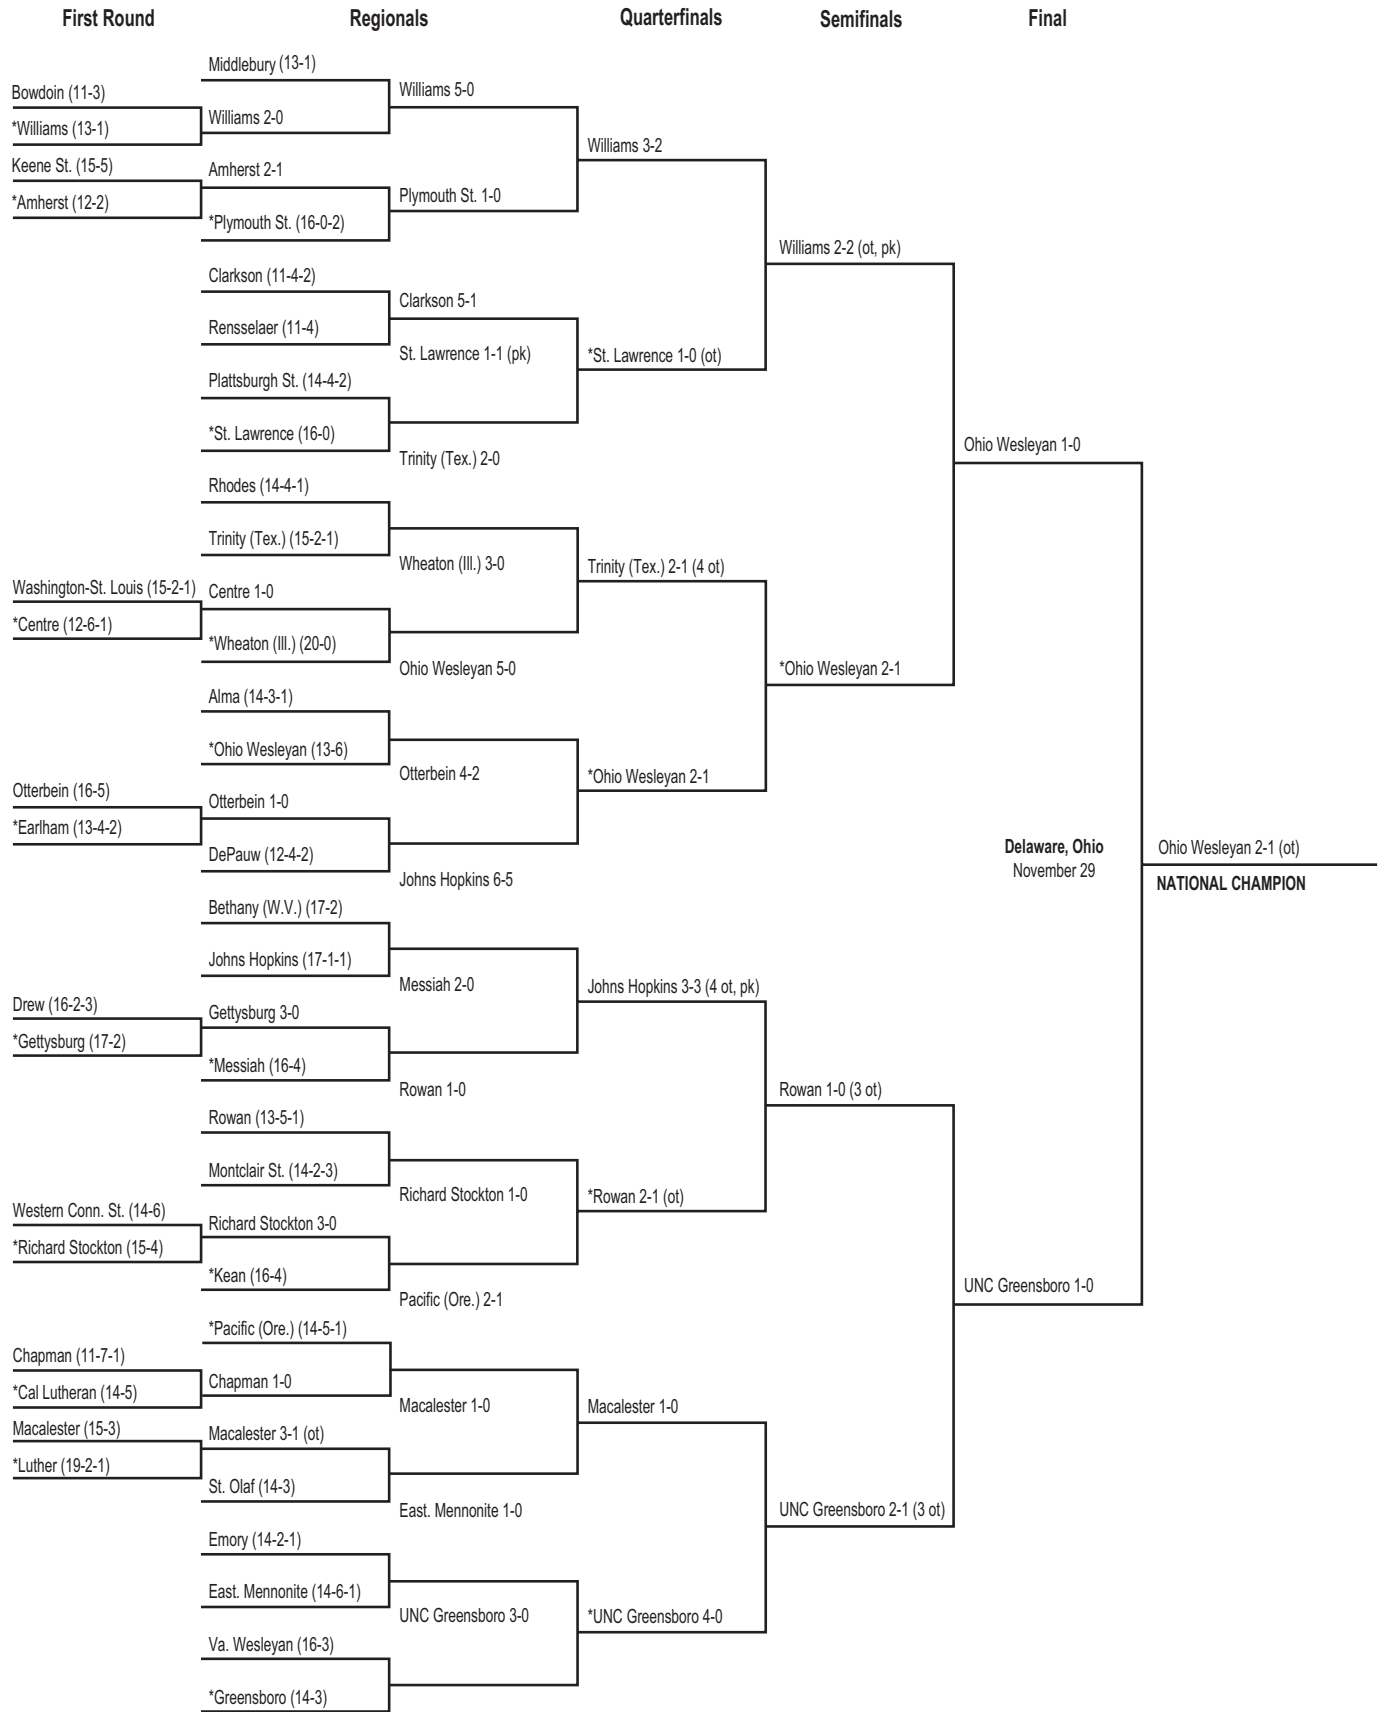 First Round
Regionals
Quarterfinals
Semifinals
Final
Middlebury (13-1)
Bowdoin (11-3)
Williams 5-0
Williams 2-0
*Williams (13-1)
Williams 3-2
Keene St. (15-5)
Amherst 2-1
*Amherst (12-2)
Plymouth St. 1-0
*Plymouth St. (16-0-2)
Williams 2-2 (ot, pk)
Clarkson (11-4-2)
Clarkson 5-1
Rensselaer (11-4)
St. Lawrence 1-1 (pk)
*St. Lawrence 1-0 (ot)
Plattsburgh St. (14-4-2)
*St. Lawrence (16-0)
Ohio Wesleyan 1-0
Trinity (Tex.) 2-0
Rhodes (14-4-1)
Trinity (Tex.) (15-2-1)
Wheaton (Ill.) 3-0
Trinity (Tex.) 2-1 (4 ot)
Washington-St. Louis (15-2-1)
Centre 1-0
*Centre (12-6-1)
*Wheaton (Ill.) (20-0)
Ohio Wesleyan 5-0
*Ohio Wesleyan 2-1
Alma (14-3-1)
*Ohio Wesleyan (13-6)
Otterbein 4-2
*Ohio Wesleyan 2-1
Otterbein (16-5)
Otterbein 1-0
*Earlham (13-4-2)
DePauw (12-4-2)
Delaware, Ohio
November 29
Ohio Wesleyan 2-1 (ot)
NATIONAL CHAMPION
Johns Hopkins 6-5
Bethany (W.V.) (17-2)
Johns Hopkins (17-1-1)
Messiah 2-0
Johns Hopkins 3-3 (4 ot, pk)
Drew (16-2-3)
Gettysburg 3-0
*Gettysburg (17-2)
*Messiah (16-4)
Rowan 1-0
Rowan 1-0 (3 ot)
Rowan (13-5-1)
Montclair St. (14-2-3)
Richard Stockton 1-0
*Rowan 2-1 (ot)
Western Conn. St. (14-6)
Richard Stockton 3-0
*Richard Stockton (15-4)
*Kean (16-4)
UNC Greensboro 1-0
Pacific (Ore.) 2-1
*Pacific (Ore.) (14-5-1)
Chapman (11-7-1)
Chapman 1-0
*Cal Lutheran (14-5)
Macalester 1-0
Macalester 1-0
Macalester (15-3)
Macalester 3-1 (ot)
*Luther (19-2-1)
St. Olaf (14-3)
East. Mennonite 1-0
UNC Greensboro 2-1 (3 ot)
Emory (14-2-1)
East. Mennonite (14-6-1)
UNC Greensboro 3-0
*UNC Greensboro 4-0
Va. Wesleyan (16-3)
*Greensboro (14-3)